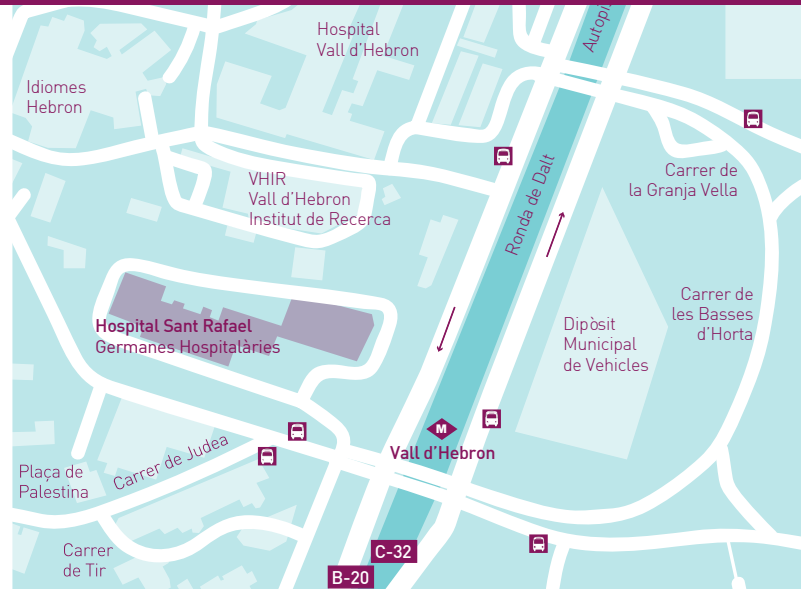 Hospital
Vall d'Hebron
Idiomes
Hebron
VHIR
Vall d'Hebron
Institut de Recerca
Ronda de Dalt
Carrer de
la Granja Vella
Carrer de
les Basses
d'Horta
Hospital Sant Rafael
Germanes Hospitalàries
Dipòsit
Municipal
de Vehicles
M
Vall d'Hebron
Carrer de Judea
Plaça de
Palestina
Carrer
de Tir
C-32
B-20